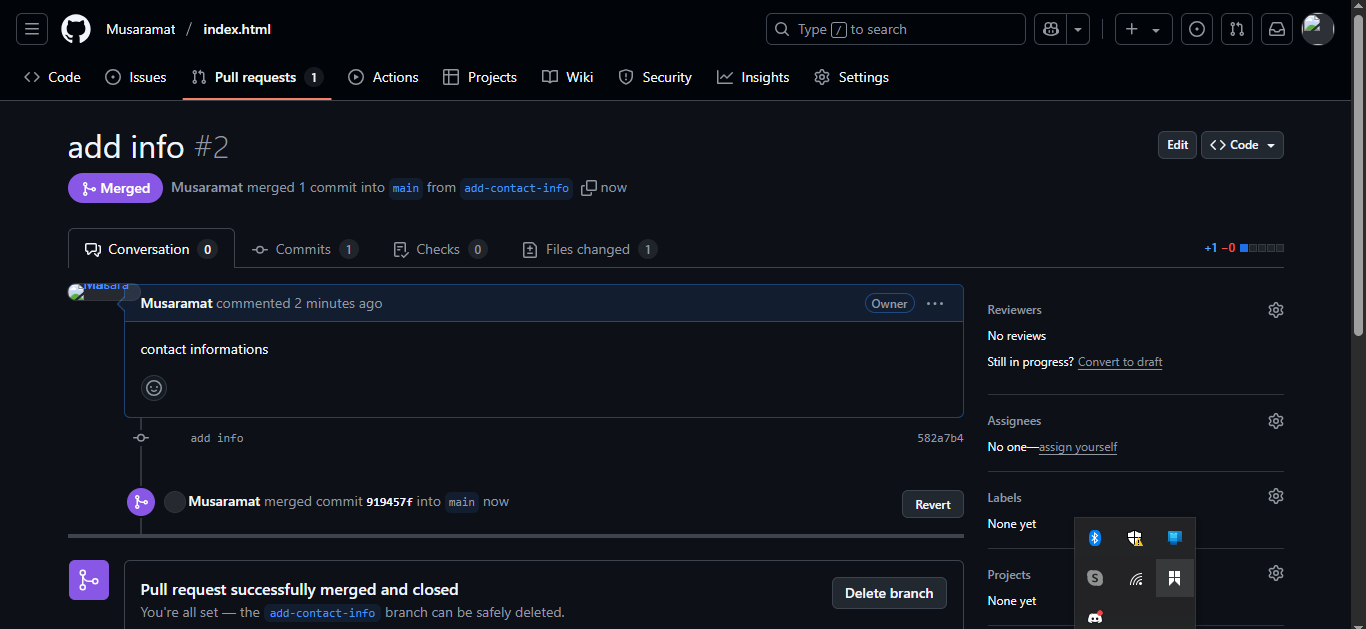 Musaramat / index.html
Type / to search
Code Issues Pull requests 1 Actions Projects Wiki Security Insights Settings
add info #2
Edit Code
Merged Musaramat merged 1 commit into main from add-contact-info now
Conversation 0 Commits 1 Checks 0 Files changed 1
+1 −0
Musaramat commented 2 minutes ago
Owner
contact informations
add info
582a7b4
Musaramat merged commit 919457f into main now
Revert
Pull request successfully merged and closed
You're all set — the add-contact-info branch can be safely deleted.
Delete branch
Reviewers
No reviews
Still in progress? Convert to draft
Assignees
No one—assign yourself
Labels
None yet
Projects
None yet